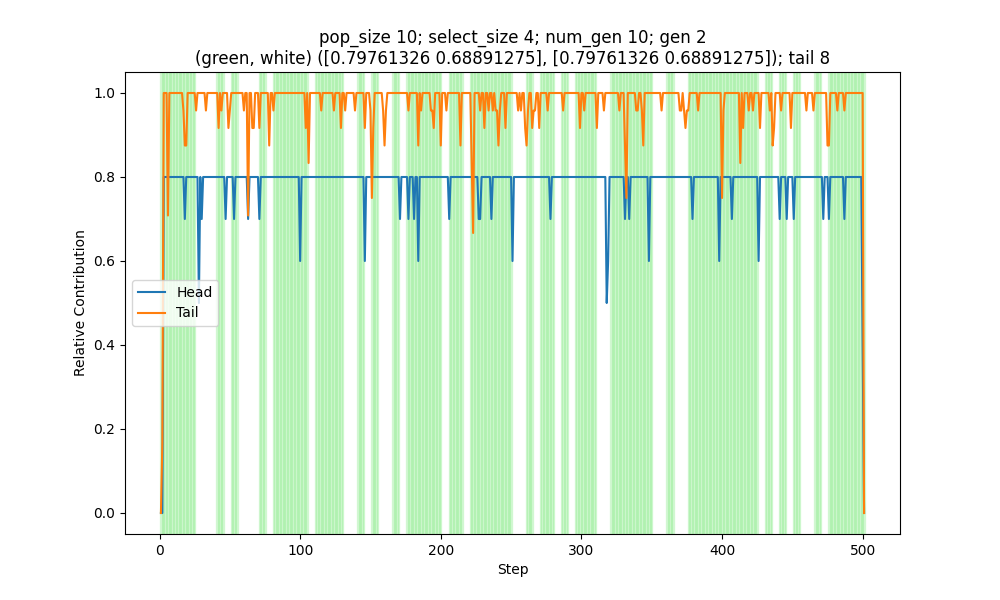 pop_size 10; select_size 4; num_gen 10; gen 2
(green, white) ([0.79761326 0.68891275], [0.79761326 0.68891275]); tail 8
1.0
0.8
0.6
0.4
0.2
0.0
Relative Contribution
Head
Tail
0 100 200 300 400 500
Step